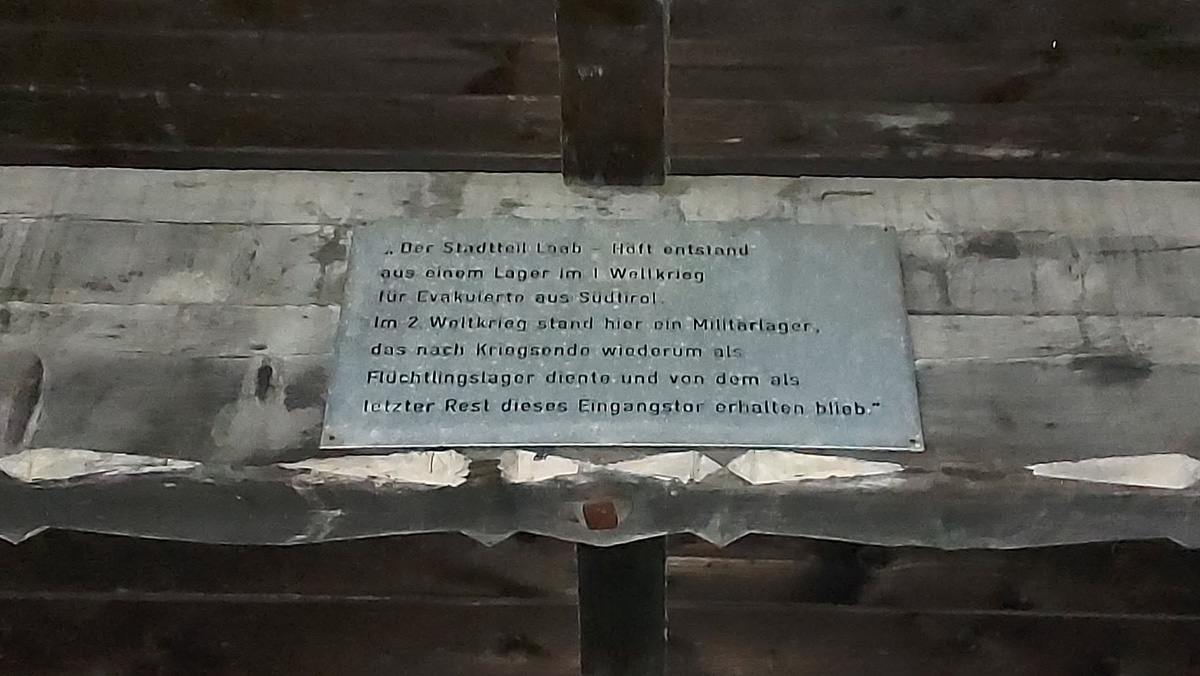 „Der Stadtteil Laab - Höft entstand
aus einem Lager im 1 Weltkrieg
für Evakuierte aus Südtirol.
Im 2. Weltkrieg stand hier ein Militärlager,
das nach Kriegsende wiederum als
Flüchtlingslager diente und von dem als
letzter Rest dieses Eingangstor erhalten blieb.“